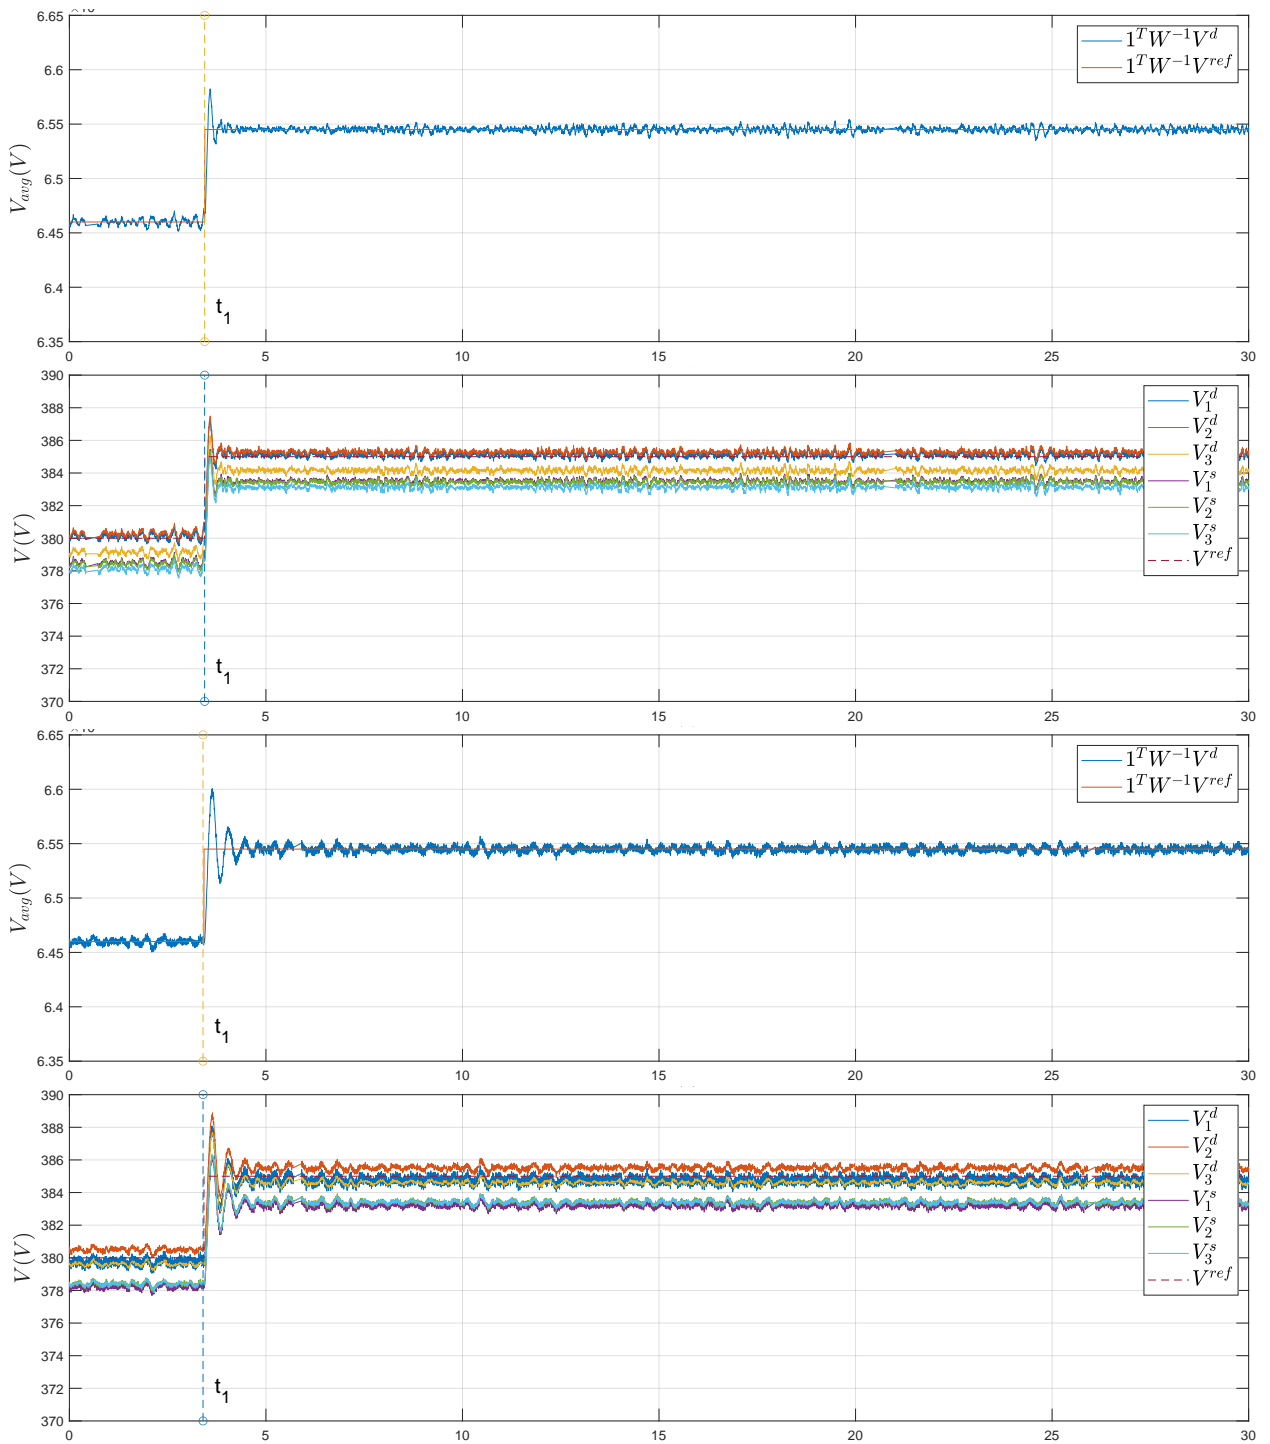 6.65
6.6
6.55
6.5
6.45
6.4
6.35
V_{avg}(V)
1^T W^{-1} V^d
1^T W^{-1} V^{ref}
t_1
0 5 10 15 20 25 30
390
388
386
384
382
380
378
376
374
372
370
V(V)
V_1^d
V_2^d
V_3^d
V_1^s
V_2^s
V_3^s
V^{ref}
t_1
0 5 10 15 20 25 30
6.65
6.6
6.55
6.5
6.45
6.4
6.35
V_{avg}(V)
1^T W^{-1} V^d
1^T W^{-1} V^{ref}
t_1
0 5 10 15 20 25 30
390
388
386
384
382
380
378
376
374
372
370
V(V)
V_1^d
V_2^d
V_3^d
V_1^s
V_2^s
V_3^s
V^{ref}
t_1
0 5 10 15 20 25 30